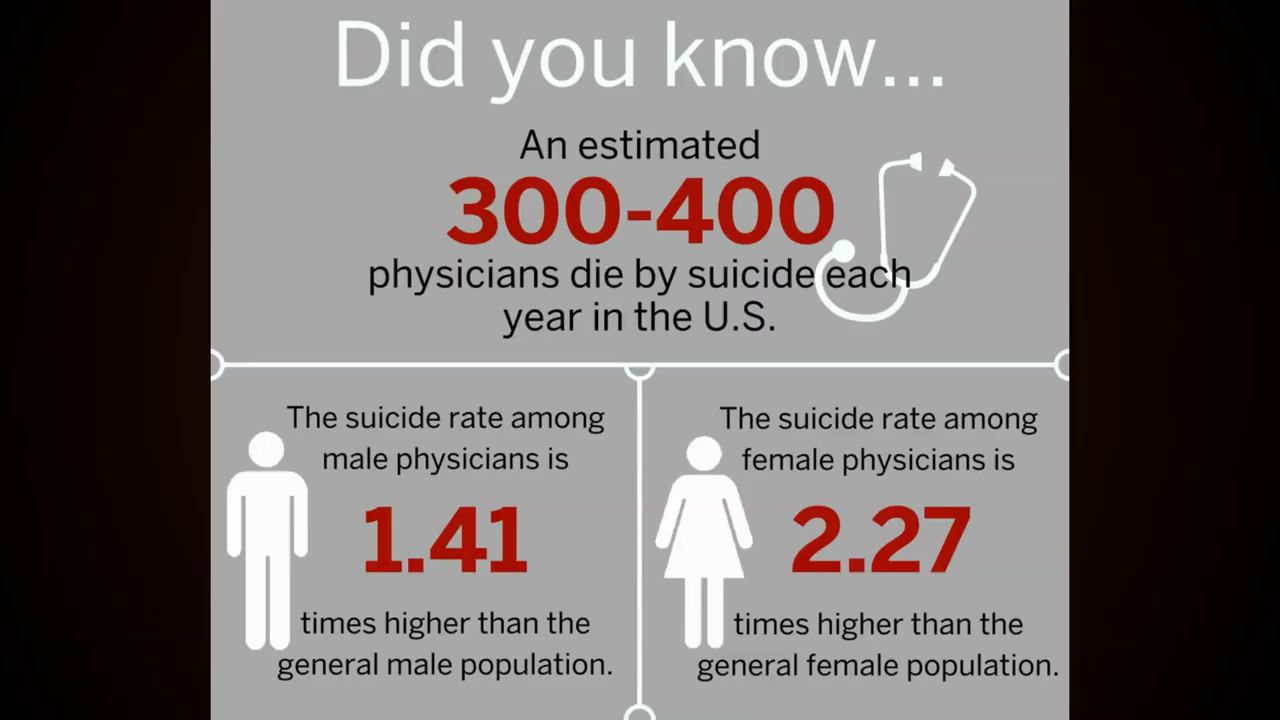 Did you know...
An estimated
300-400
physicians die by suicide each
year in the U.S.
The suicide rate among
male physicians is
1.41
times higher than the
general male population.
The suicide rate among
female physicians is
2.27
times higher than the
general female population.